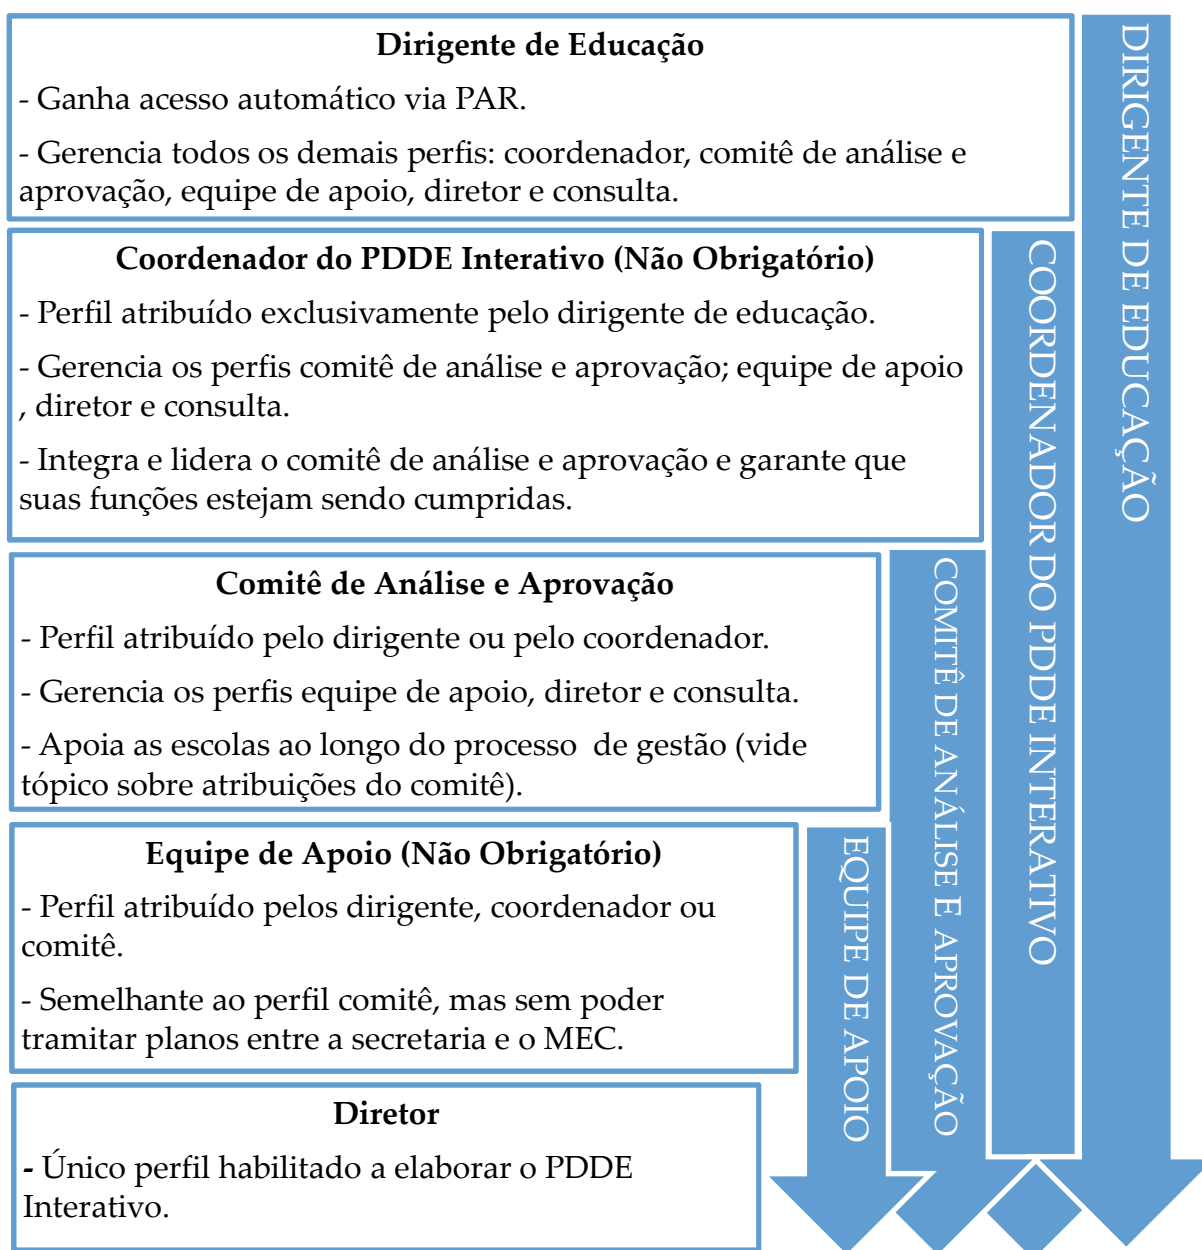 Dirigente de Educação
- Ganha acesso automático via PAR.
- Gerencia todos os demais perfis: coordenador, comitê de análise e
aprovação, equipe de apoio, diretor e consulta.
Coordenador do PDDE Interativo (Não Obrigatório)
- Perfil atribuído exclusivamente pelo dirigente de educação.
- Gerencia os perfis comitê de análise e aprovação; equipe de apoio
, diretor e consulta.
- Integra e lidera o comitê de análise e aprovação e garante que
suas funções estejam sendo cumpridas.
Comitê de Análise e Aprovação
- Perfil atribuído pelo dirigente ou pelo coordenador.
- Gerencia os perfis equipe de apoio, diretor e consulta.
- Apoia as escolas ao longo do processo  de gestão (vide
tópico sobre atribuições do comitê).
Equipe de Apoio (Não Obrigatório)
- Perfil atribuído pelos dirigente, coordenador ou
comitê.
- Semelhante ao perfil comitê, mas sem poder
tramitar planos entre a secretaria e o MEC.
Diretor
- Único perfil habilitado a elaborar o PDDE
Interativo.
EQUIPE DE APOIO
COMITÊ DE ANÁLISE E APROVAÇÃO
COORDENADOR DO PDDE INTERATIVO
DIRIGENTE DE EDUCAÇÃO